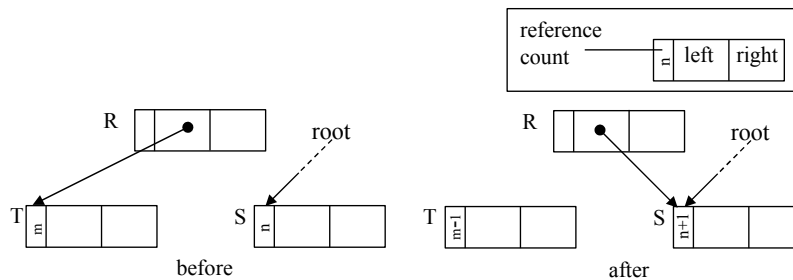 reference
count
n left right
R
root
T
m
S
n
before
R
root
T
m-1
S
n+1
after